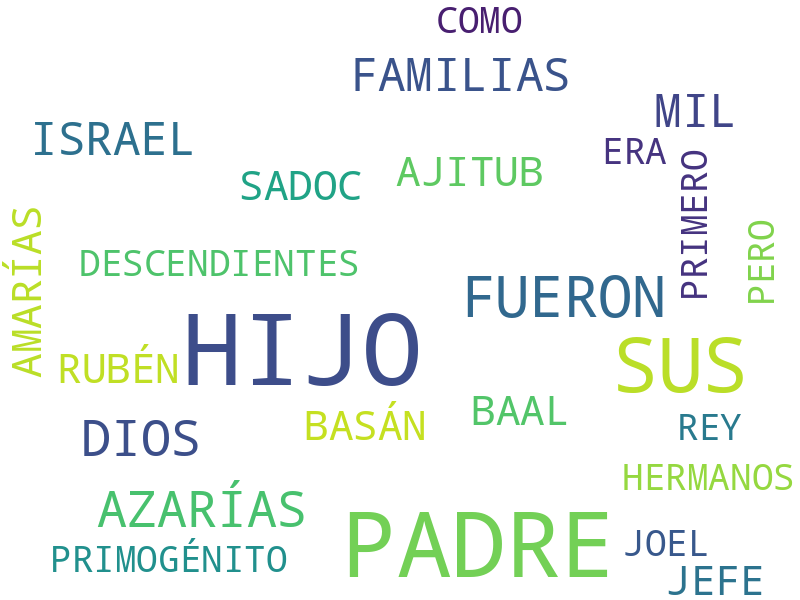 COMO
FAMILIAS
MIL
ISRAEL
ERA
AJITUB
SADOC
PRIMERO
AMARÍAS
PERO
DESCENDIENTES
FUERON
HIJO
SUS
RUBÉN
BAAL
BASÁN
REY
DIOS
HERMANOS
AZARÍAS
PADRE
JOEL
PRIMOGÉNITO
JEFE